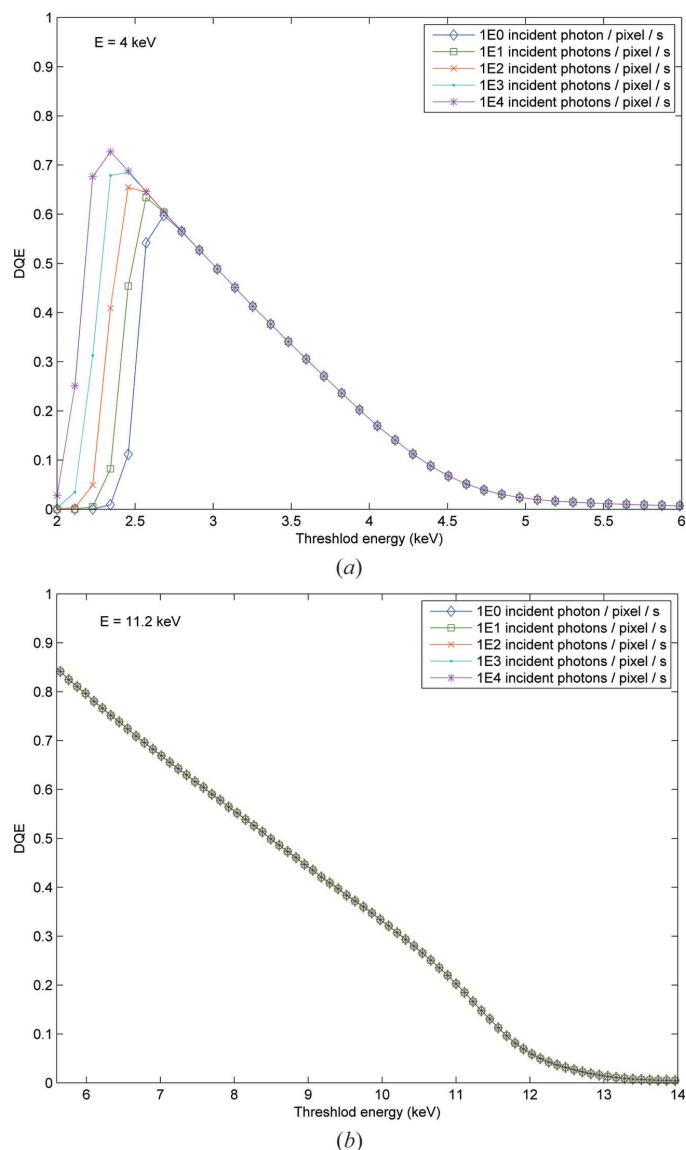 E = 4 keV
1E0 incident photon / pixel / s
1E1 incident photons / pixel / s
1E2 incident photons / pixel / s
1E3 incident photons / pixel / s
1E4 incident photons / pixel / s
1
0.9
0.8
0.7
0.6
0.5
0.4
0.3
0.2
0.1
0
DQE
2 2.5 3 3.5 4 4.5 5 5.5 6
Threshlod energy (keV)
(a)
E = 11.2 keV
1E0 incident photon / pixel / s
1E1 incident photons / pixel / s
1E2 incident photons / pixel / s
1E3 incident photons / pixel / s
1E4 incident photons / pixel / s
1
0.9
0.8
0.7
0.6
0.5
0.4
0.3
0.2
0.1
0
DQE
6 7 8 9 10 11 12 13 14
Threshlod energy (keV)
(b)